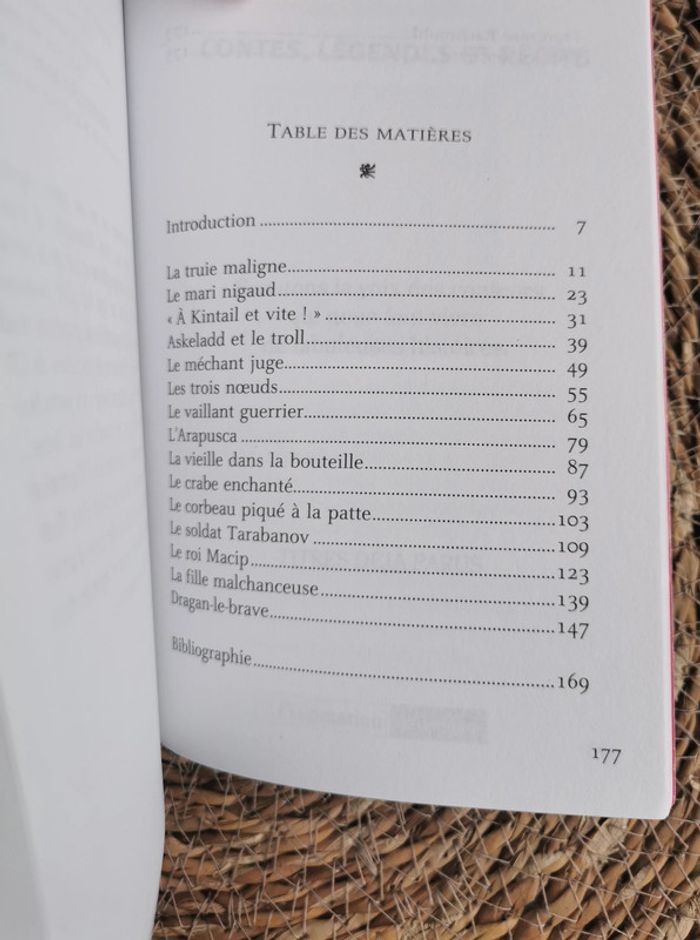 TABLE DES MATIÈRES
Introduction ........ 7
La truie maligne ........ 11
Le mari nigaud ........ 23
« À Kintail et vite ! » ........ 31
Askeladd et le troll ........ 39
Le méchant juge ........ 49
Les trois nœuds ........ 55
Le vaillant guerrier ........ 65
L'Arapusca ........ 79
La vieille dans la bouteille ........ 87
Le crabe enchanté ........ 93
Le corbeau piqué à la patte ........ 103
Le soldat Tarabanov ........ 109
Le roi Macip ........ 123
La fille malchanceuse ........ 139
Dragan-le-brave ........ 147
Bibliographie ........ 169
177